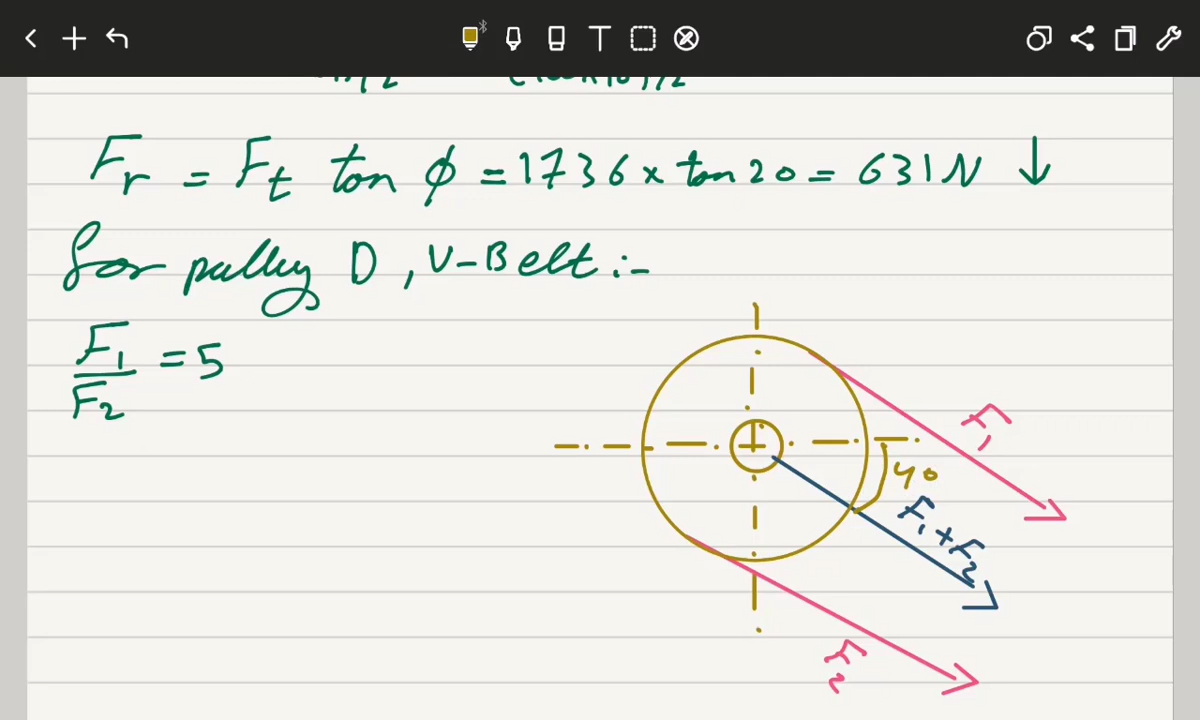 Fr = Ft tan φ = 1736 × tan 20 = 631 N ↓
for pulley D, V-Belt :-
F1/F2 = 5
F1
40
F1+F2
F2